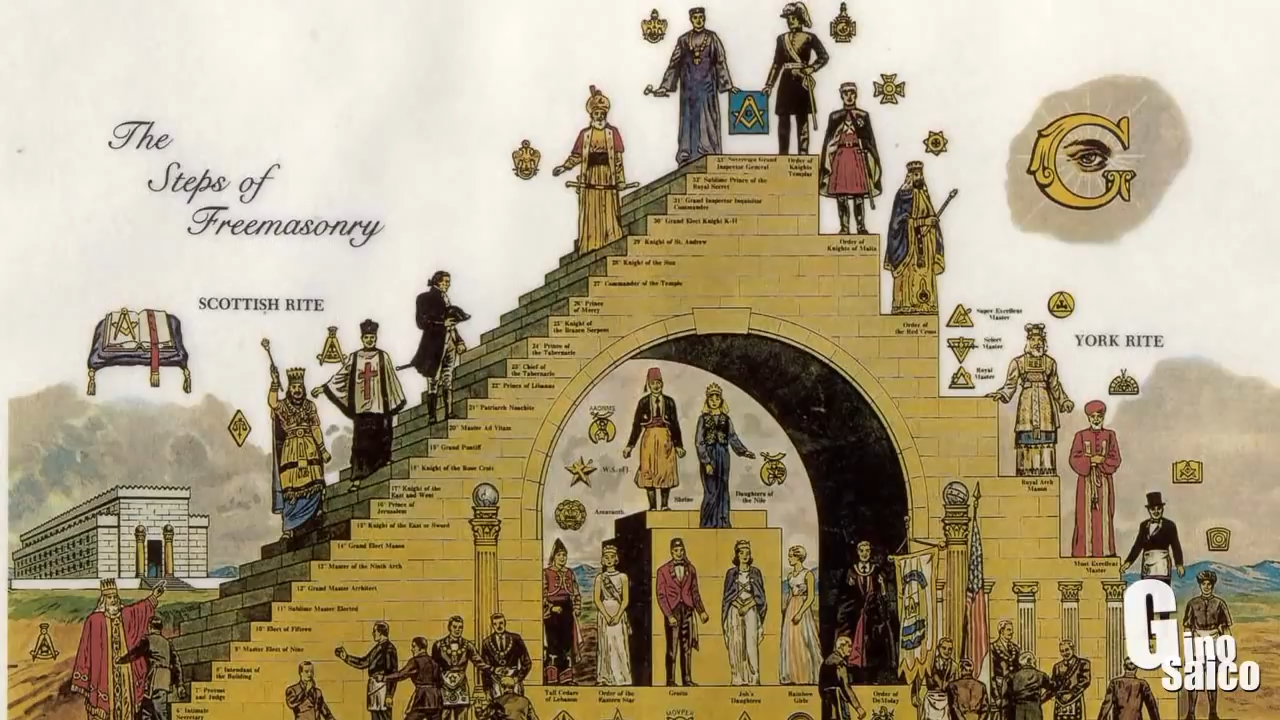 The
Steps of
Freemasonry
SCOTTISH RITE
YORK RITE
G
33° Sovereign Grand
Inspector General
Order of
Knights
Templar
32° Sublime Prince of the
Royal Secret
31° Grand Inspector Inquisitor
Commander
30° Grand Elect Knight K-H
29° Knight of St. Andrew
28° Knight of the Sun
27° Commander of the Temple
26° Prince
of Mercy
25° Knight of
the Brazen Serpent
24° Prince of
the Tabernacle
23° Chief of
the Tabernacle
22° Prince of Libanus
21° Patriarch Noachite
20° Master Ad Vitam
19° Grand Pontiff
18° Knight of the Rose Croix
17° Knight of the
East and West
16° Prince of
Jerusalem
15° Knight of the East or Sword
14° Grand Elect Mason
13° Master of the Ninth Arch
12° Grand Master Architect
11° Sublime Master Elected
10° Elect of Fifteen
9° Master Elect of Nine
8° Intendant of
the Building
7° Provost
and Judge
6° Intimate
Secretary
Order of
Knights of Malta
Order of
the Red Cross
Super Excellent
Master
Select
Master
Royal
Master
Royal Arch
Mason
Most Excellent
Master
AAONMS
Amaranth
Shrine
Daughters of
the Nile
Tall Cedars
of Lebanon
Order of the
Eastern Star
Grotto
Job's
Daughters
Rainbow
Girls
Order of
DeMolay
MOVPER
Gino
saico